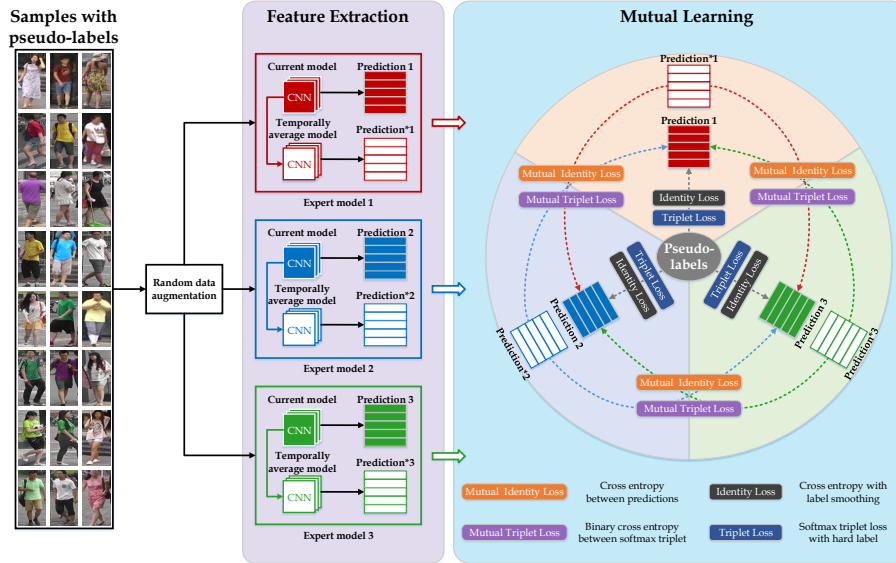 Samples with
pseudo-labels
Random data
augmentation
Feature Extraction
Current model
Prediction 1
CNN
Temporally
average model
Prediction*1
CNN
Expert model 1
Current model
Prediction 2
CNN
Temporally
average model
Prediction*2
CNN
Expert model 2
Current model
Prediction 3
CNN
Temporally
average model
Prediction*3
CNN
Expert model 3
Mutual Learning
Prediction*1
Prediction 1
Mutual Identity Loss
Mutual Triplet Loss
Identity Loss
Triplet Loss
Mutual Identity Loss
Mutual Triplet Loss
Pseudo-
labels
Triplet Loss
Identity Loss
Triplet Loss
Identity Loss
Prediction 2
Prediction*2
Prediction 3
Prediction*3
Mutual Identity Loss
Mutual Triplet Loss
Mutual Identity Loss
Cross entropy
between predictions
Identity Loss
Cross entropy with
label smoothing
Mutual Triplet Loss
Binary cross entropy
between softmax triplet
Triplet Loss
Softmax triplet loss
with hard label